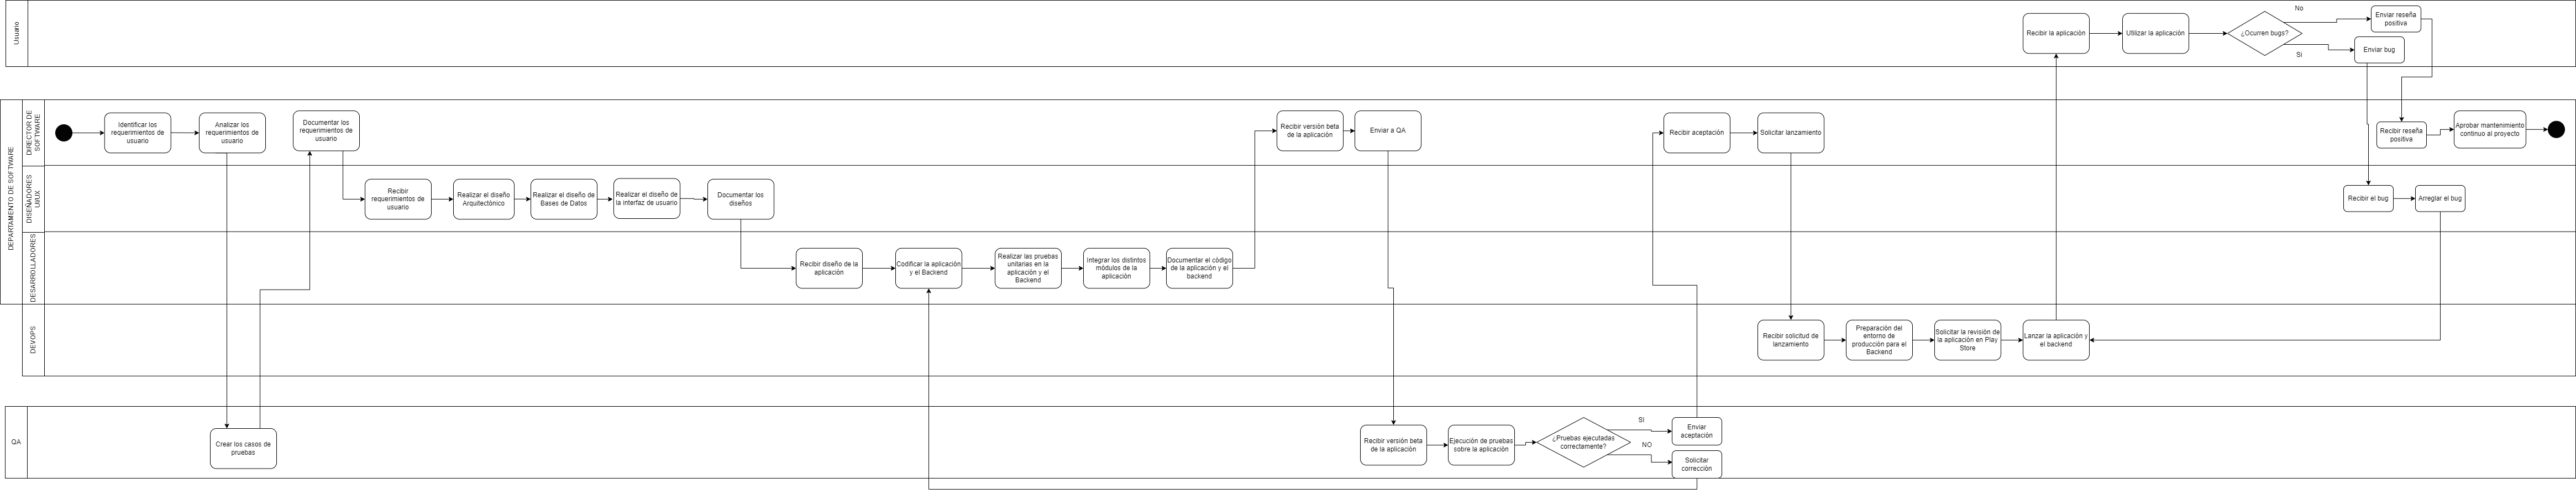 Usuario
Recibir la aplicación
Utilizar la aplicación
¿Ocurren bugs?
No
Si
Enviar reseña
positiva
Enviar bug
DEPARTAMENTO DE SOFTWARE
DIRECTOR DE
SOFTWARE
Identificar los
requerimientos de
usuario
Analizar los
requerimientos de
usuario
Documentar los
requerimientos de
usuario
Recibir versión beta
de la aplicación
Enviar a QA
Recibir aceptación
Solicitar lanzamiento
Recibir reseña
positiva
Aprobar mantenimiento
continuo al proyecto
DISEÑADORES
UI/UX
Recibir
requerimientos de
usuario
Realizar el diseño
Arquitectónico
Realizar el diseño de
Bases de Datos
Realizar el diseño de
la interfaz de usuario
Documentar los
diseños
Recibir el bug
Arreglar el bug
DESARROLLADORES
Recibir diseño de la
aplicación
Codificar la aplicación
y el Backend
Realizar las pruebas
unitarias en la
aplicación y el
Backend
Integrar los distintos
módulos de la
aplicación
Documentar el código
de la aplicación y el
backend
DEVOPS
Recibir solicitud de
lanzamiento
Preparación del
entorno de
producción para el
Backend
Solicitar la revisión de
la aplicación en Play
Store
Lanzar la aplicación y
el backend
QA
Crear los casos de
pruebas
Recibir versión beta
de la aplicación
Ejecución de pruebas
sobre la aplicación
¿Pruebas ejecutadas
correctamente?
SI
NO
Enviar
aceptación
Solicitar
corrección